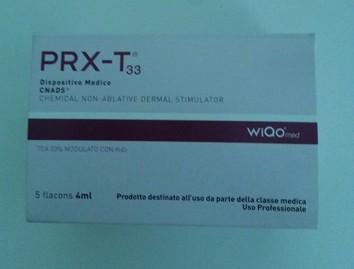 PRX-T®33
Dispositivo Medico
CNADS®
CHEMICAL NON-ABLATIVE DERMAL STIMULATOR
WiQo®med
TCA 33% MODULATO CON H₂O₂
5 flacons 4ml
Prodotto destinato all'uso da parte della classe medica
Uso Professionale